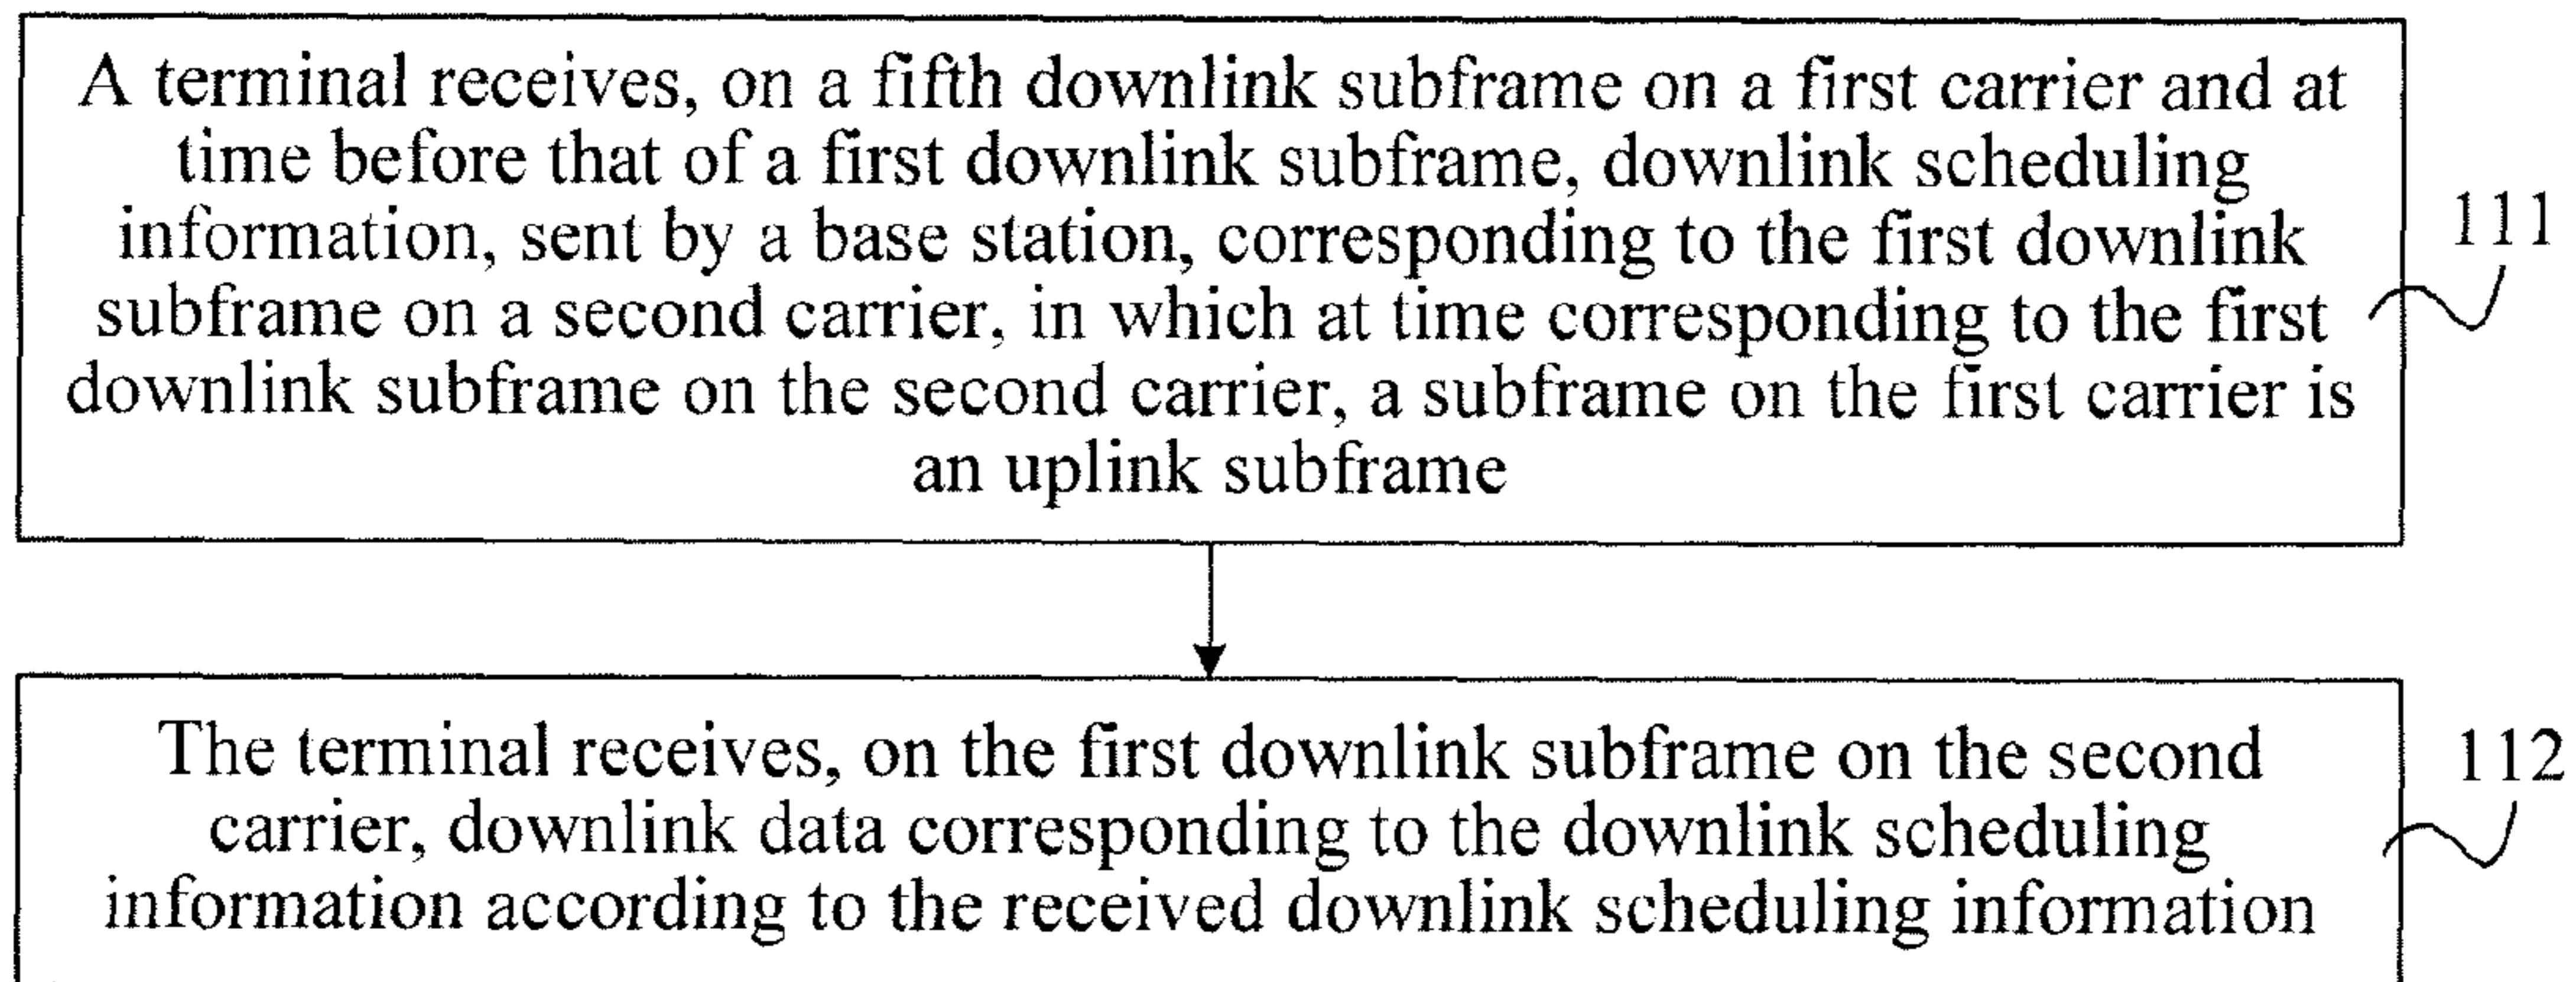 A terminal receives, on a fifth downlink subframe on a first carrier and at
time before that of a first downlink subframe, downlink scheduling
information, sent by a base station, corresponding to the first downlink
subframe on a second carrier, in which at time corresponding to the first
downlink subframe on the second carrier, a subframe on the first carrier is
an uplink subframe
111
The terminal receives, on the first downlink subframe on the second
carrier, downlink data corresponding to the downlink scheduling
information according to the received downlink scheduling information
112